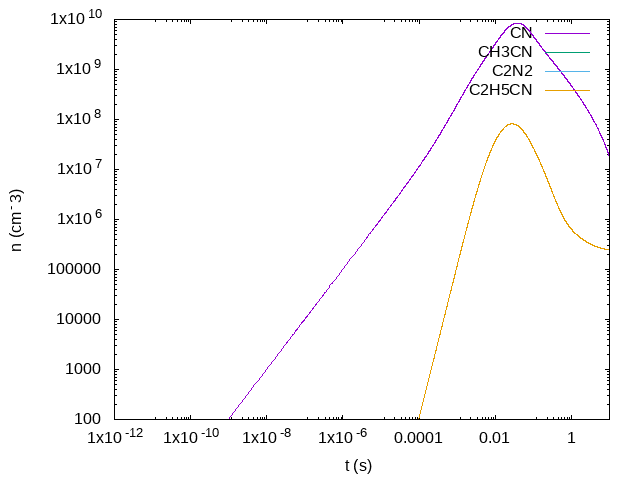 1x10^10
1x10^9
1x10^8
1x10^7
1x10^6
100000
10000
1000
100
n (cm^-3)
CN
CH3CN
C2N2
C2H5CN
1x10^-12
1x10^-10
1x10^-8
1x10^-6
0.0001
0.01
1
t (s)